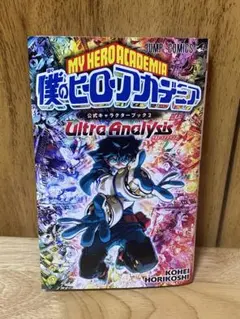 JUMP COMICS
MY HERO ACADEMIA
僕のヒーローアカデミア
公式キャラクターブック2
Ultra Analysis
KOHEI
HORIKOSHI